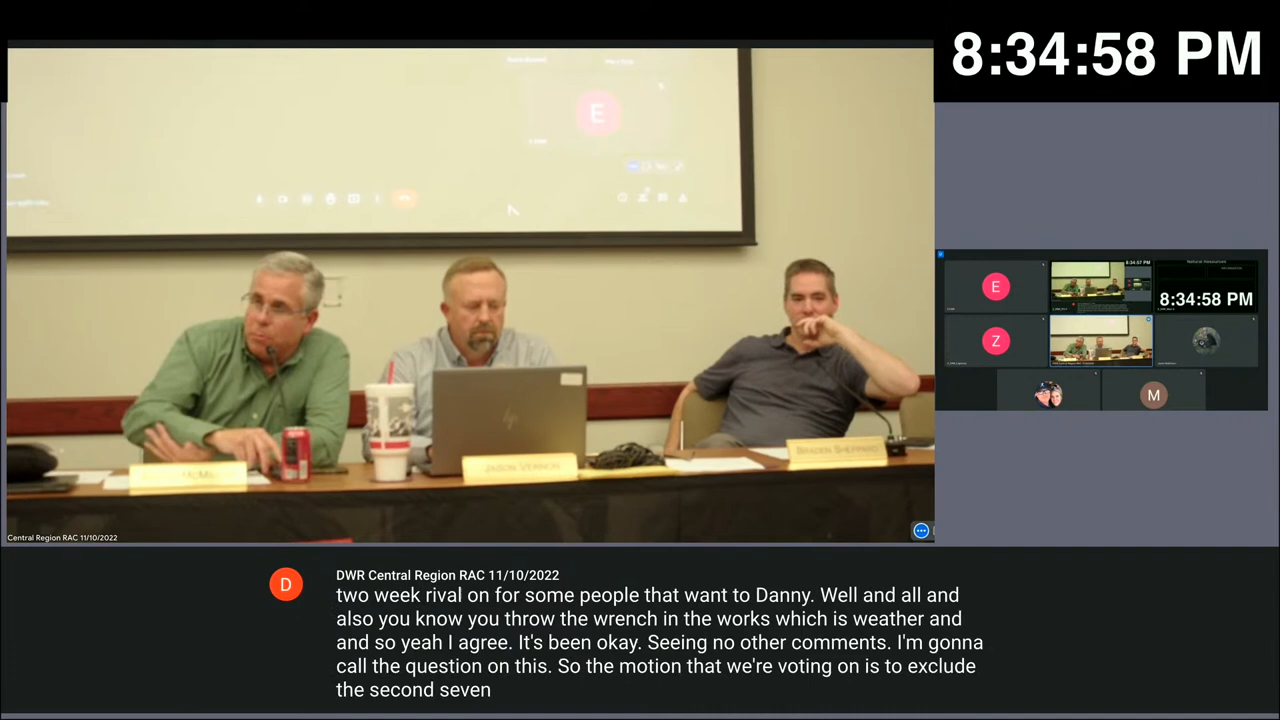 8:34:58 PM
E
JASON VERNON
BRADEN SHEPPARD
Central Region RAC 11/10/2022
E
8:34:57 PM
8:34:58 PM
Z
M
D
DWR Central Region RAC 11/10/2022
two week rival on for some people that want to Danny. Well and all and
also you know you throw the wrench in the works which is weather and
and so yeah I agree. It's been okay. Seeing no other comments. I'm gonna
call the question on this. So the motion that we're voting on is to exclude
the second seven